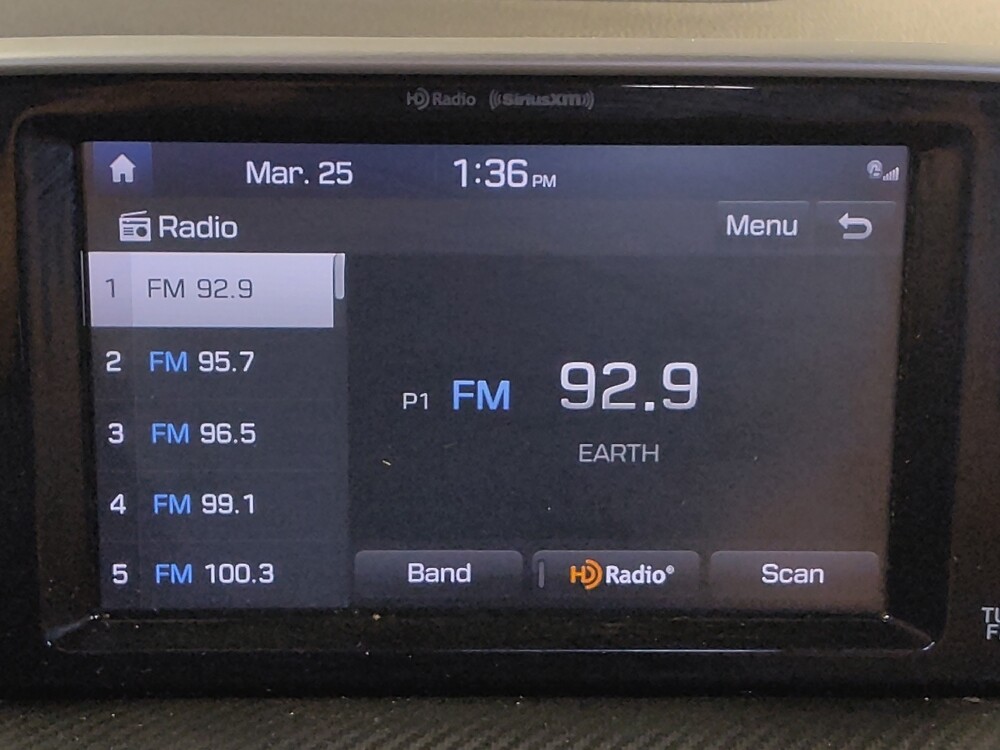 HD Radio ((SiriusXM))
Mar. 25 1:36 PM
Radio Menu
1 FM 92.9
2 FM 95.7
3 FM 96.5
4 FM 99.1
5 FM 100.3
P1 FM 92.9
EARTH
Band HD Radio® Scan